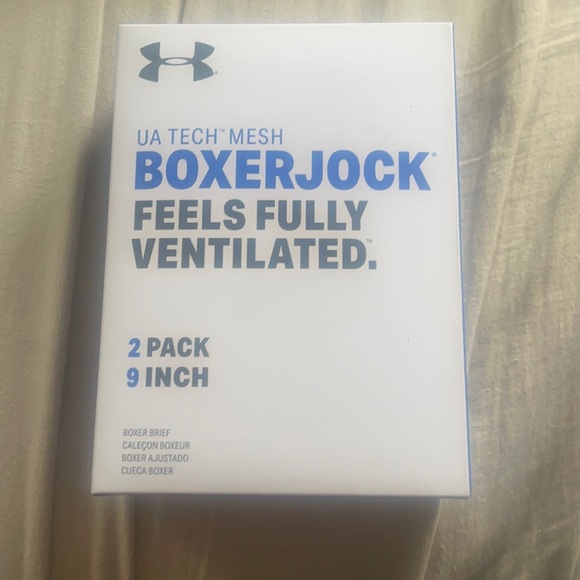 UA TECH™ MESH
BOXERJOCK®
FEELS FULLY
VENTILATED.™
2 PACK
9 INCH
BOXER BRIEF
CALEÇON BOXEUR
BOXER AJUSTADO
CUECA BOXER